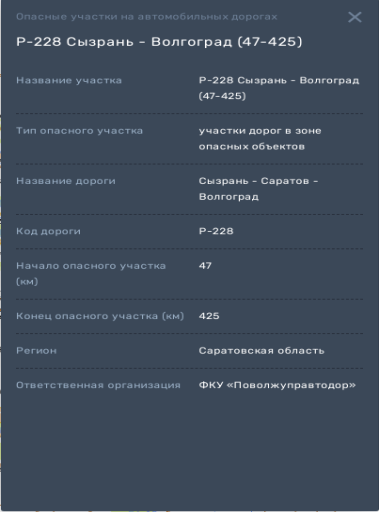 Опасные участки на автомобильных дорогах
Р-228 Сызрань - Волгоград (47-425)
Название участка
Р-228 Сызрань - Волгоград
(47-425)
Тип опасного участка
участки дорог в зоне
опасных объектов
Название дороги
Сызрань - Саратов -
Волгоград
Код дороги
Р-228
Начало опасного участка
(км)
47
Конец опасного участка (км)
425
Регион
Саратовская область
Ответственная организация
ФКУ «Поволжуправтодор»